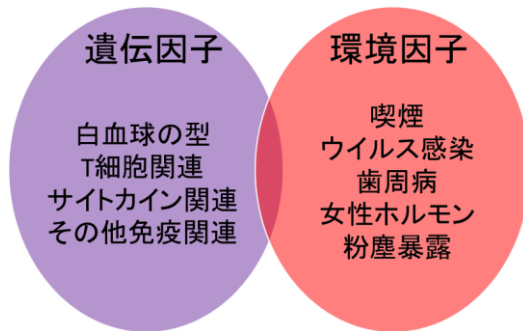 遺伝因子
白血球の型
T細胞関連
サイトカイン関連
その他免疫関連
環境因子
喫煙
ウイルス感染
歯周病
女性ホルモン
粉塵暴露